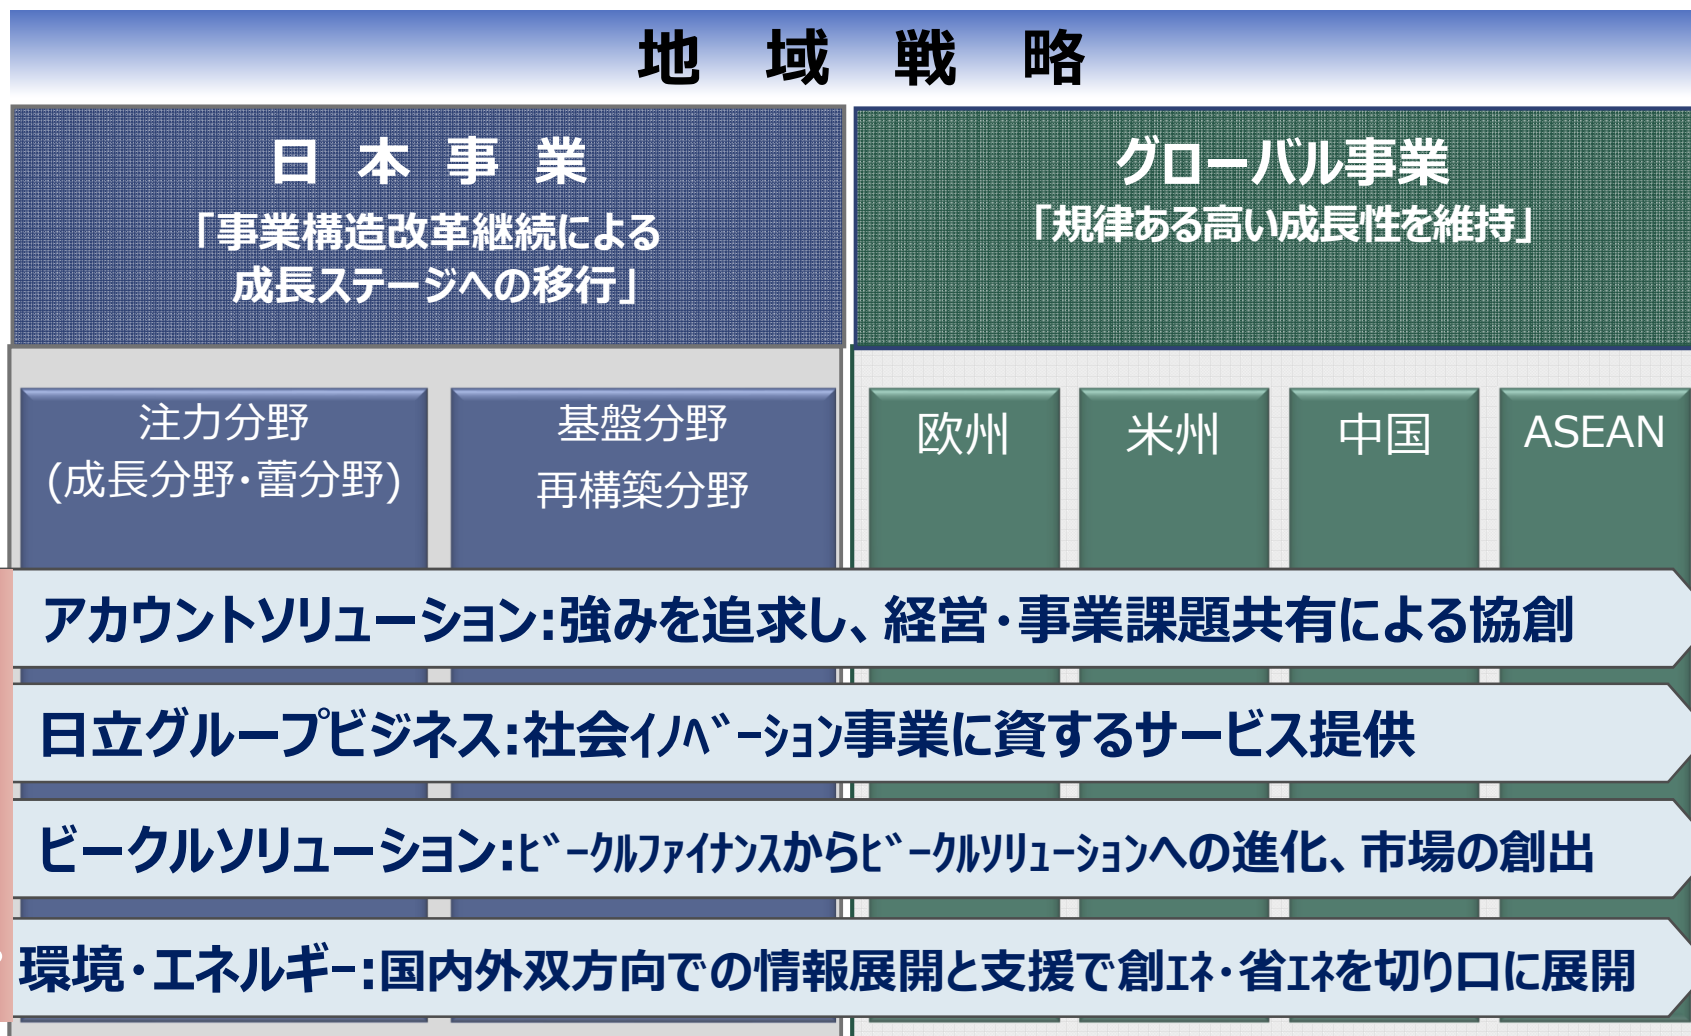 地 域 戦 略
日 本 事 業
「事業構造改革継続による
成長ステージへの移行」
グローバル事業
「規律ある高い成長性を維持」
注力分野
(成長分野・蕾分野)
基盤分野
再構築分野
欧州
米州
中国
ASEAN
アカウントソリューション:強みを追求し、経営・事業課題共有による協創
日立グループビジネス:社会ｲﾉﾍﾞｰｼｮﾝ事業に資するサービス提供
ビークルソリューション:ﾋﾞｰｸﾙﾌｧｲﾅﾝｽからﾋﾞｰｸﾙｿﾘｭｰｼｮﾝへの進化、市場の創出
環境・エネルギｰ:国内外双方向での情報展開と支援で創ｴﾈ・省ｴﾈを切り口に展開